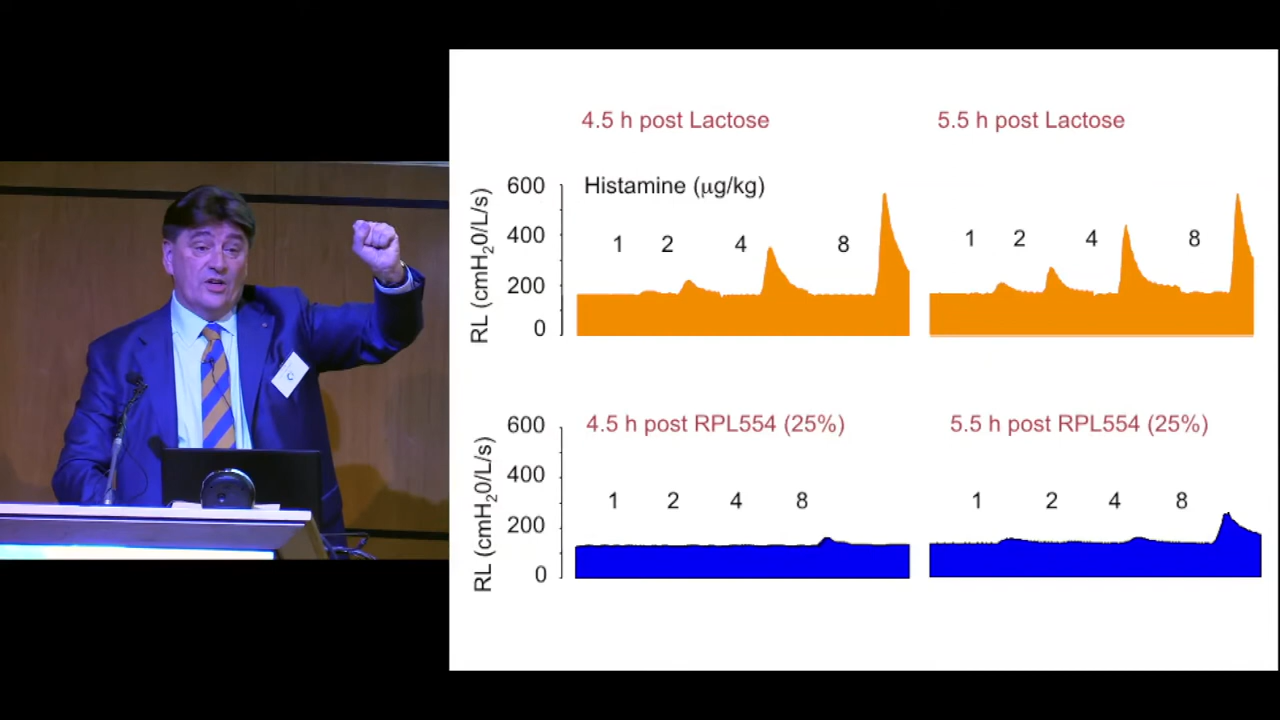 4.5 h post Lactose
5.5 h post Lactose
RL (cmH₂0/L/s)
600
400
200
0
Histamine (µg/kg)
1 2 4 8
1 2 4 8
4.5 h post RPL554 (25%)
5.5 h post RPL554 (25%)
RL (cmH₂0/L/s)
600
400
200
0
1 2 4 8
1 2 4 8